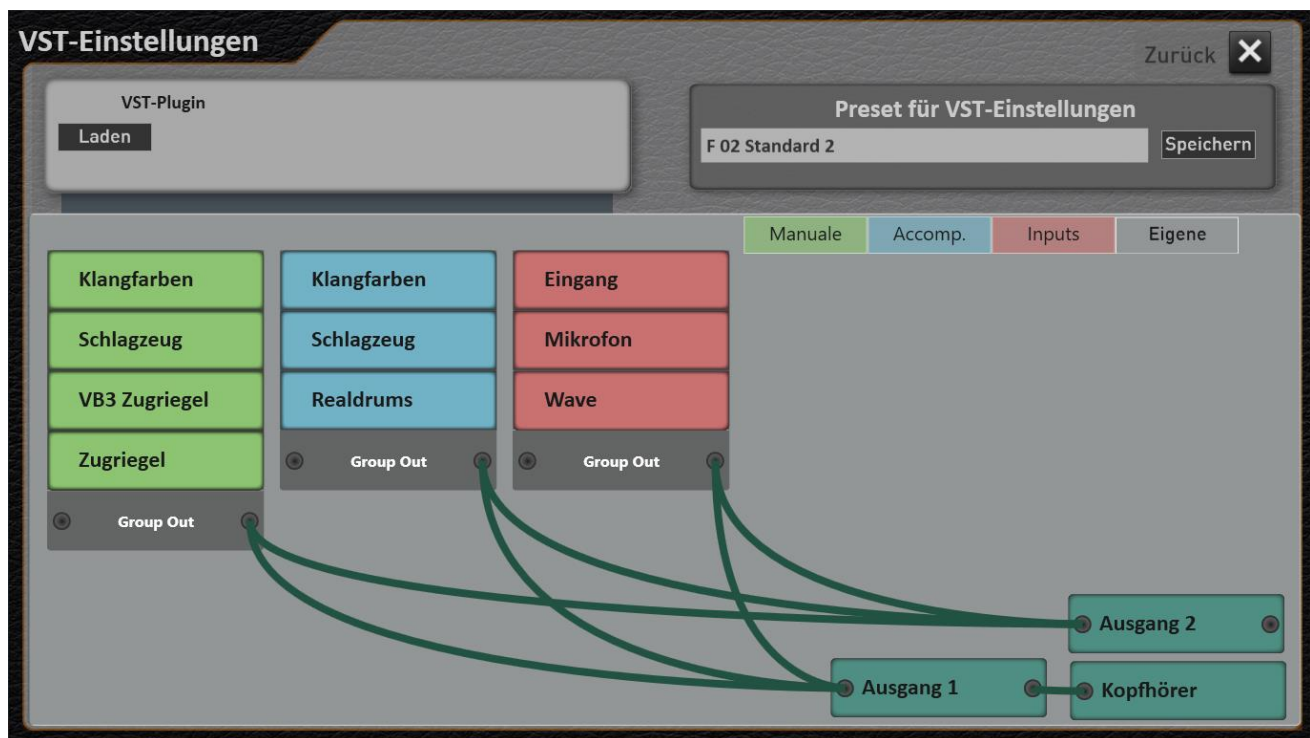 VST-Einstellungen
Zurück
VST-Plugin
Laden
Preset für VST-Einstellungen
F 02 Standard 2
Speichern
Manuale
Accomp.
Inputs
Eigene
Klangfarben
Schlagzeug
VB3 Zugriegel
Zugriegel
Group Out
Klangfarben
Schlagzeug
Realdrums
Group Out
Eingang
Mikrofon
Wave
Group Out
Ausgang 2
Ausgang 1
Kopfhörer